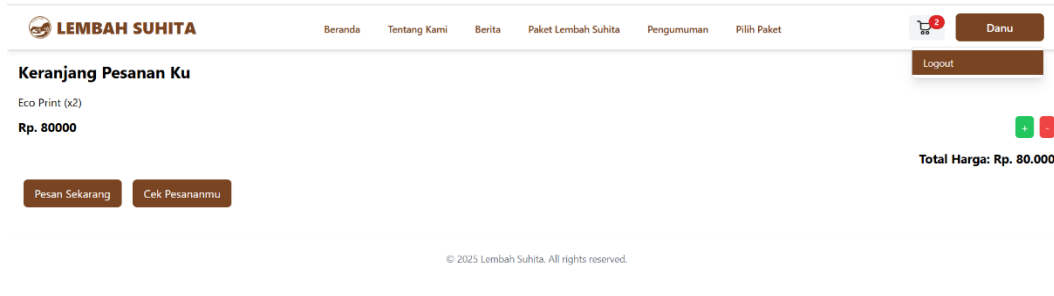 LEMBAH SUHITA
Beranda Tentang Kami Berita Paket Lembah Suhita Pengumuman Pilih Paket 2 Danu
Logout
Keranjang Pesanan Ku
Eco Print (x2)
Rp. 80000
+ -
Total Harga: Rp. 80.000
Pesan Sekarang Cek Pesananmu
© 2025 Lembah Suhita. All rights reserved.